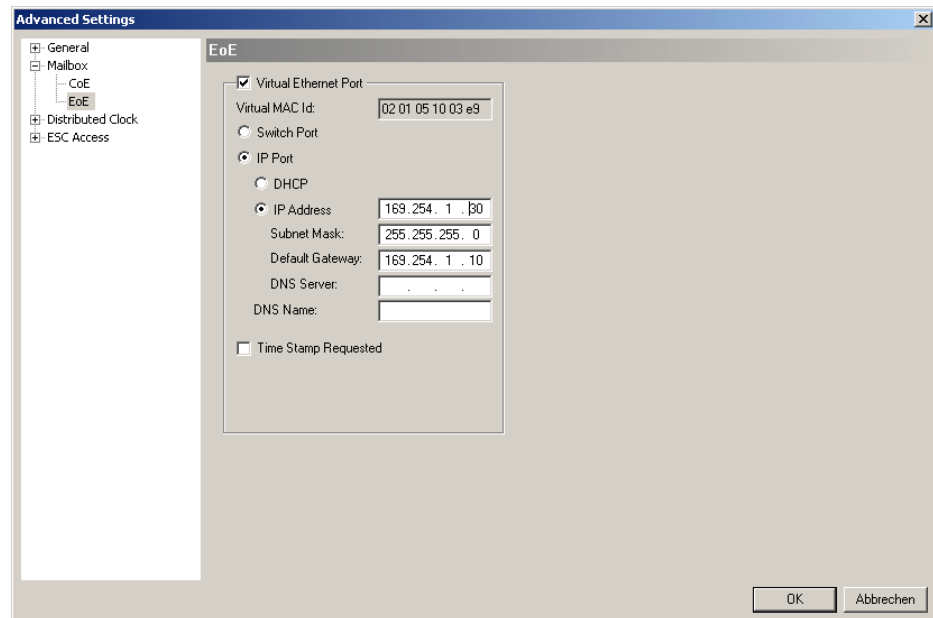 Advanced Settings
General
Mailbox
CoE
EoE
Distributed Clock
ESC Access
EoE
Virtual Ethernet Port
Virtual MAC Id: 02 01 05 10 03 e9
Switch Port
IP Port
DHCP
IP Address 169.254. 1 .30
Subnet Mask: 255.255.255. 0
Default Gateway: 169.254. 1 .10
DNS Server: . . .
DNS Name:
Time Stamp Requested
OK Abbrechen